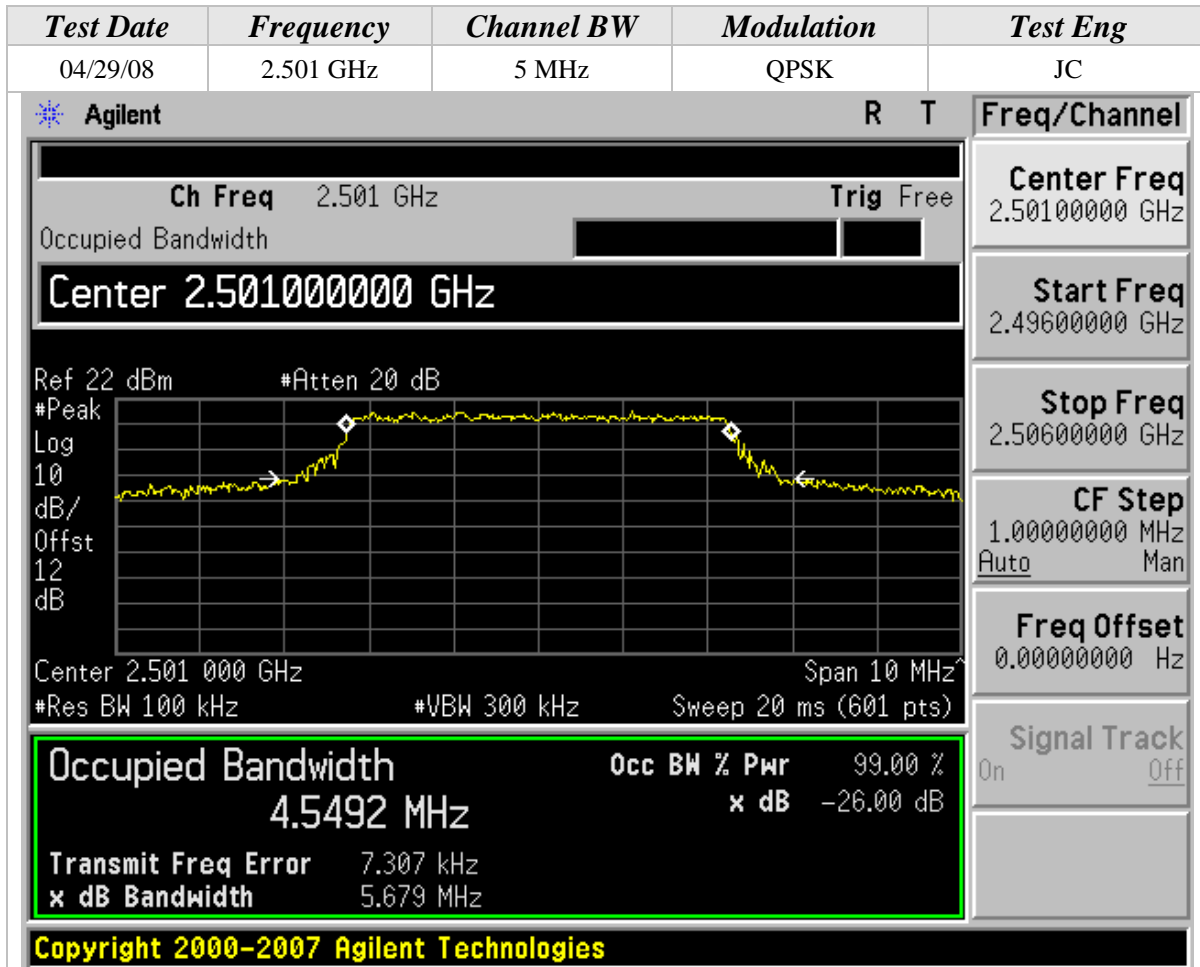 Test Date Frequency Channel BW Modulation Test Eng
04/29/08 2.501 GHz 5 MHz QPSK JC
Agilent R T Freq/Channel
Ch Freq 2.501 GHz Trig Free
Occupied Bandwidth
Center 2.501000000 GHz
Center Freq
2.50100000 GHz
Start Freq
2.49600000 GHz
Stop Freq
2.50600000 GHz
CF Step
1.00000000 MHz
Auto Man
Freq Offset
0.00000000 Hz
Signal Track
On Off
Ref 22 dBm #Atten 20 dB
#Peak
Log
10
dB/
Offst
12
dB
Center 2.501 000 GHz Span 10 MHz^
#Res BW 100 kHz #VBW 300 kHz Sweep 20 ms (601 pts)
Occupied Bandwidth Occ BW % Pwr 99.00 %
4.5492 MHz x dB -26.00 dB
Transmit Freq Error 7.307 kHz
x dB Bandwidth 5.679 MHz
Copyright 2000-2007 Agilent Technologies